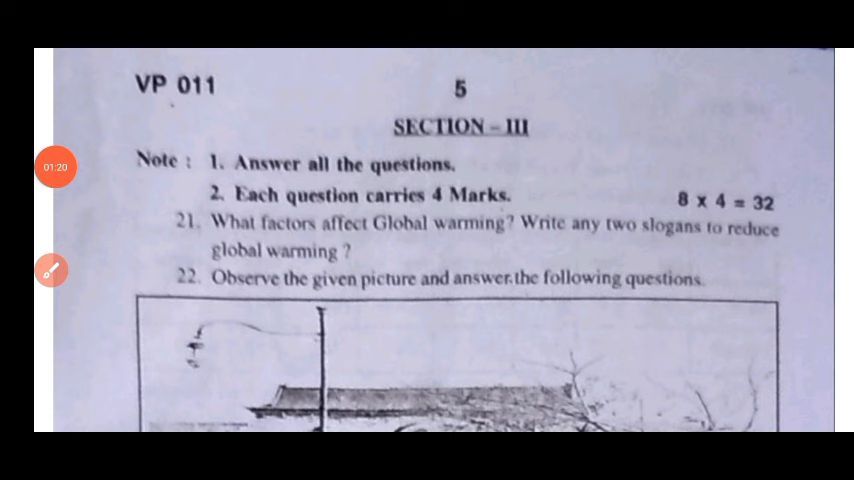 VP 011
5
SECTION – III
Note : 1. Answer all the questions.
2. Each question carries 4 Marks.
8 x 4 = 32
21. What factors affect Global warming? Write any two slogans to reduce
global warming ?
22. Observe the given picture and answer.the following questions.
01:20